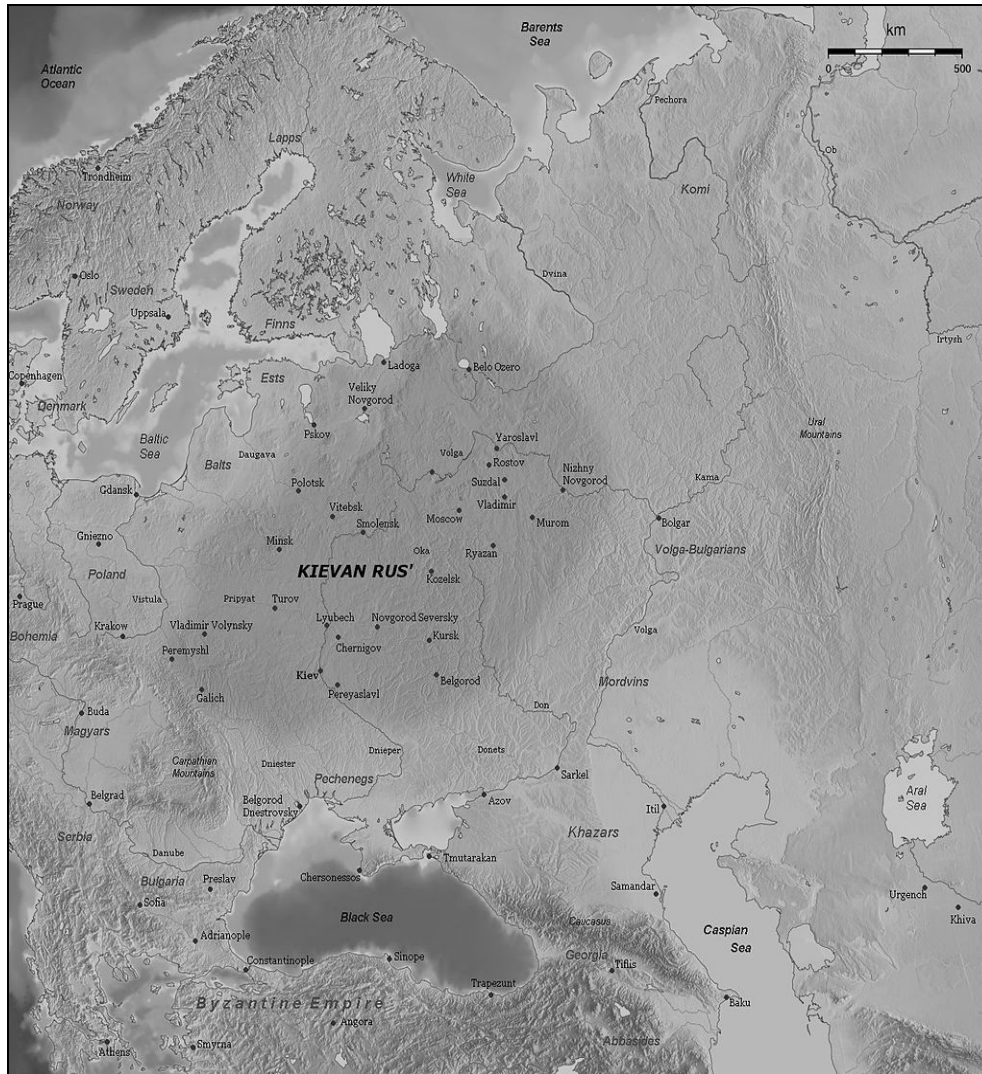 Barents
Sea
km
0 500
Atlantic
Ocean
Pechora
Lapps
Ob
Trondheim
White
Sea
Komi
Norway
Dvina
Oslo
Sweden
Uppsala
Finns
Irtysh
Ladoga
Belo Ozero
Copenhagen
Ests
Veliky
Novgorod
Denmark
Pskov
Ural
Mountains
Baltic
Sea
Daugava
Yaroslavl
Volga
Balts
Rostov
Nizhny
Novgorod
Suzdal
Kama
Gdansk
Polotsk
Vladimir
Vitebsk
Moscow
Murom
Bolgar
Smolensk
Gniezno
Minsk
Oka
Ryazan
Volga-Bulgarians
KIEVAN RUS'
Poland
Kozelsk
Prague
Vistula
Pripyat
Turov
Lyubech
Novgorod Seversky
Vladimir Volynsky
Volga
Bohemia
Krakow
Kursk
Chernigov
Peremyshl
Kiev
Belgorod
Mordvins
Galich
Pereyaslavl
Don
Buda
Magyars
Dnieper
Donets
Carpathian
Mountains
Dniester
Sarkel
Pechenegs
Aral
Sea
Belgrad
Belgorod
Dnestrovsky
Azov
Itil
Serbia
Khazars
Danube
Tmutarakan
Chersonessos
Bulgaria
Preslav
Samandar
Urgench
Sofia
Khiva
Black Sea
Caucasus
Caspian
Sea
Adrianople
Georgia
Sinope
Tiflis
Constantinople
Trapezunt
Byzantine Empire
Baku
Angora
Abbasides
Athens
Smyrna